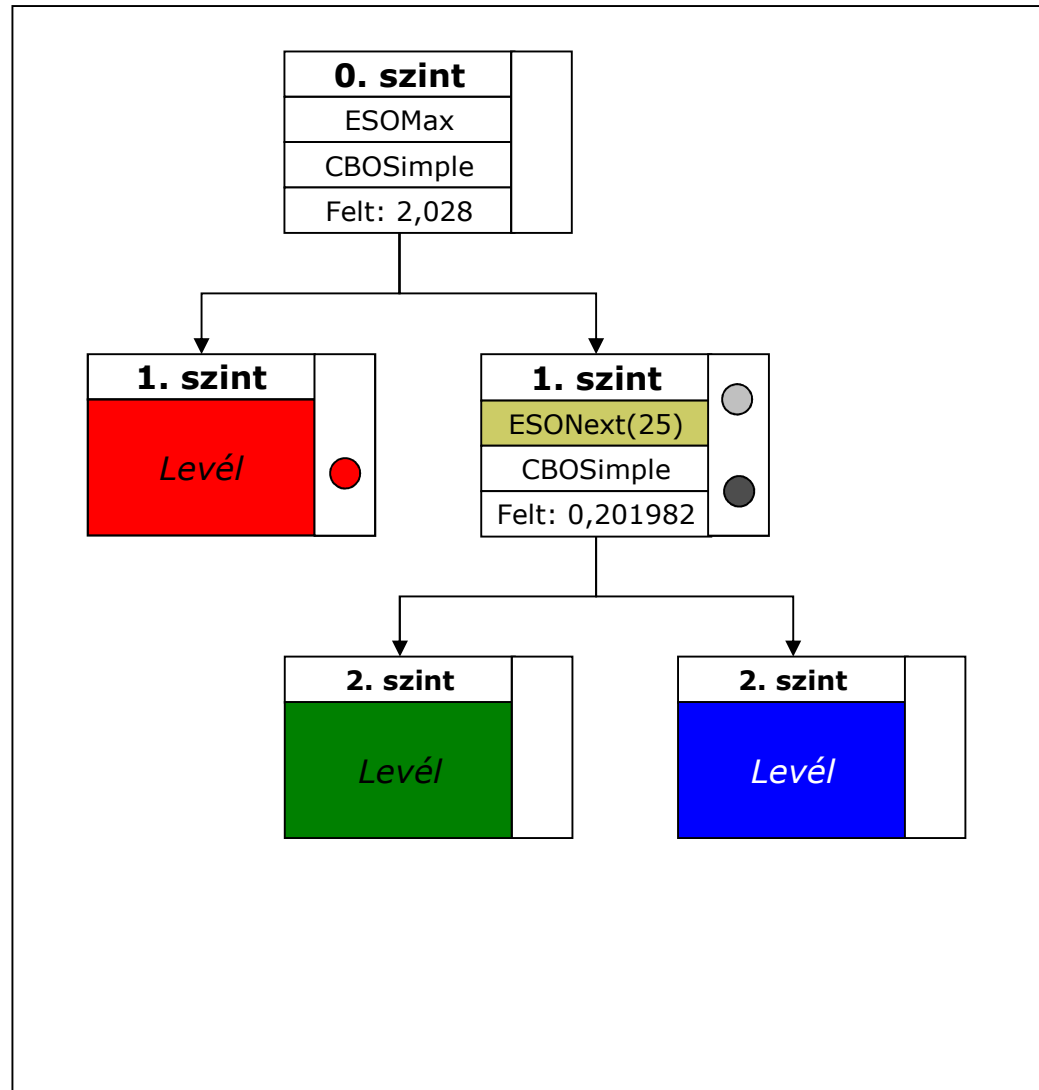 0. szint
ESOMax
CBOSimple
Felt: 2,028
1. szint
Levél
1. szint
ESONext(25)
CBOSimple
Felt: 0,201982
2. szint
Levél
2. szint
Levél